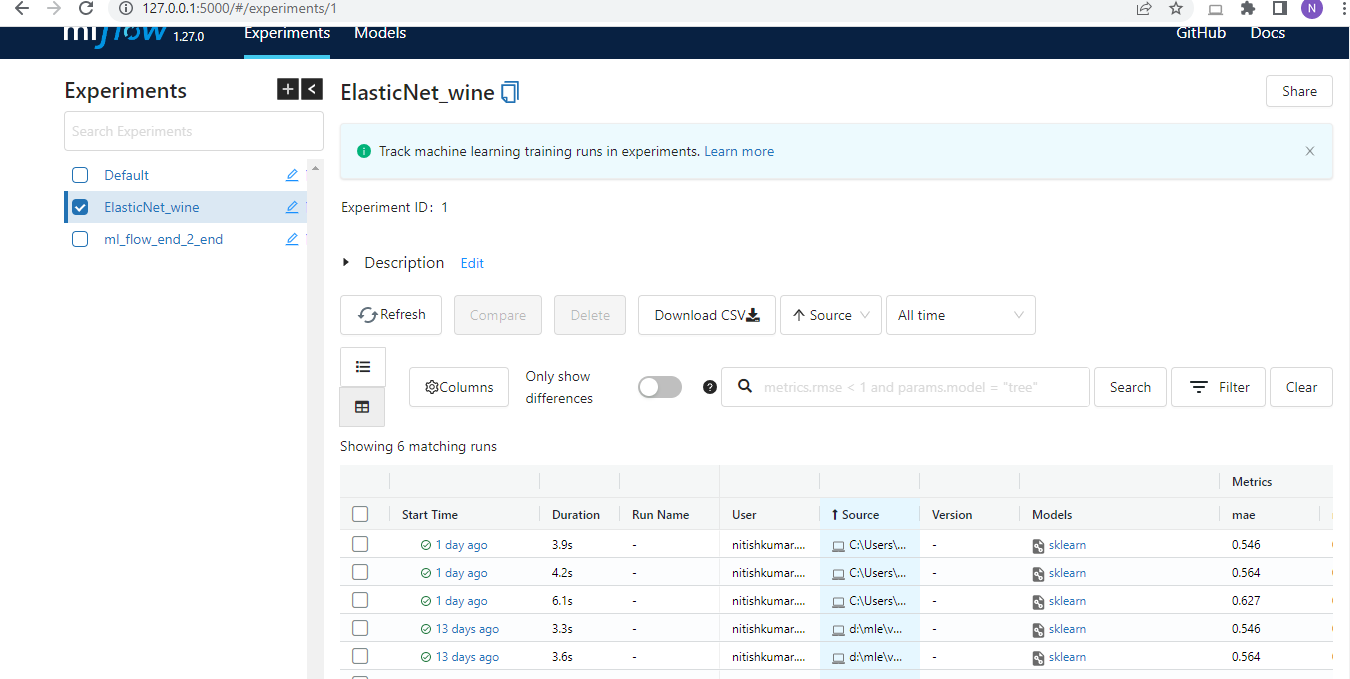 127.0.0.1:5000/#/experiments/1
N
mlflow 1.27.0 Experiments Models GitHub Docs
Experiments + <
Search Experiments
Default
ElasticNet_wine
ml_flow_end_2_end
ElasticNet_wine
Share
Track machine learning training runs in experiments. Learn more
Experiment ID: 1
Description Edit
Refresh Compare Delete Download CSV Source All time
Columns
Only show
differences
metrics.rmse < 1 and params.model = "tree"
Search Filter Clear
Showing 6 matching runs
Metrics
Start Time Duration Run Name User Source Version Models mae
1 day ago 3.9s - nitishkumar.... C:\Users\... - sklearn 0.546
1 day ago 4.2s - nitishkumar.... C:\Users\... - sklearn 0.564
1 day ago 6.1s - nitishkumar.... C:\Users\... - sklearn 0.627
13 days ago 3.3s - nitishkumar.... d:\mle\v... - sklearn 0.546
13 days ago 3.6s - nitishkumar.... d:\mle\v... - sklearn 0.564